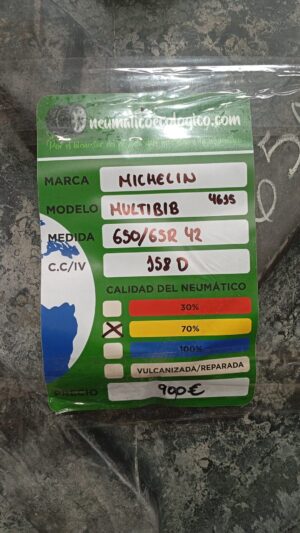 neumaticoecologico.com
MARCA MICHELIN
MODELO MULTIBIB 4695
MEDIDA 650/65R 42
C.C/IV 158 D
CALIDAD DEL NEUMÁTICO
30%
70%
100%
VULCANIZADA/REPARADA
PRECIO 900€